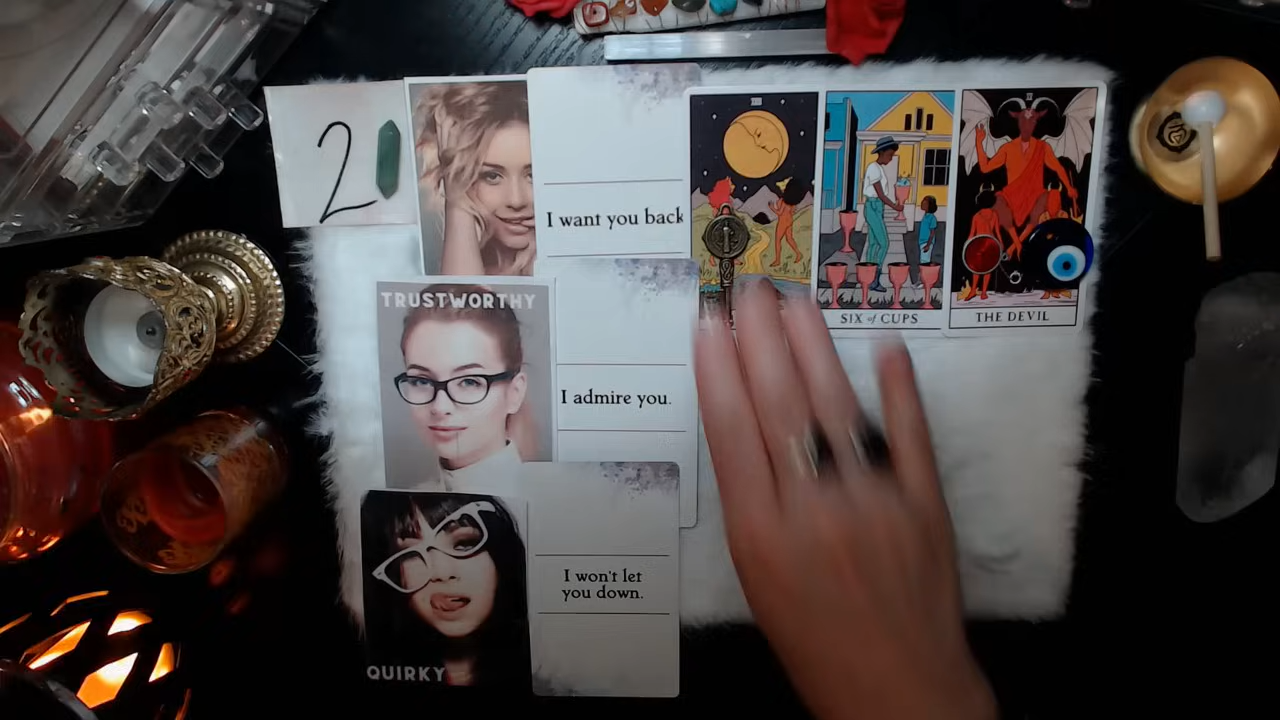 2
I want you back
TRUSTWORTHY
I admire you.
QUIRKY
I won't let
you down.
SIX of CUPS
THE DEVIL